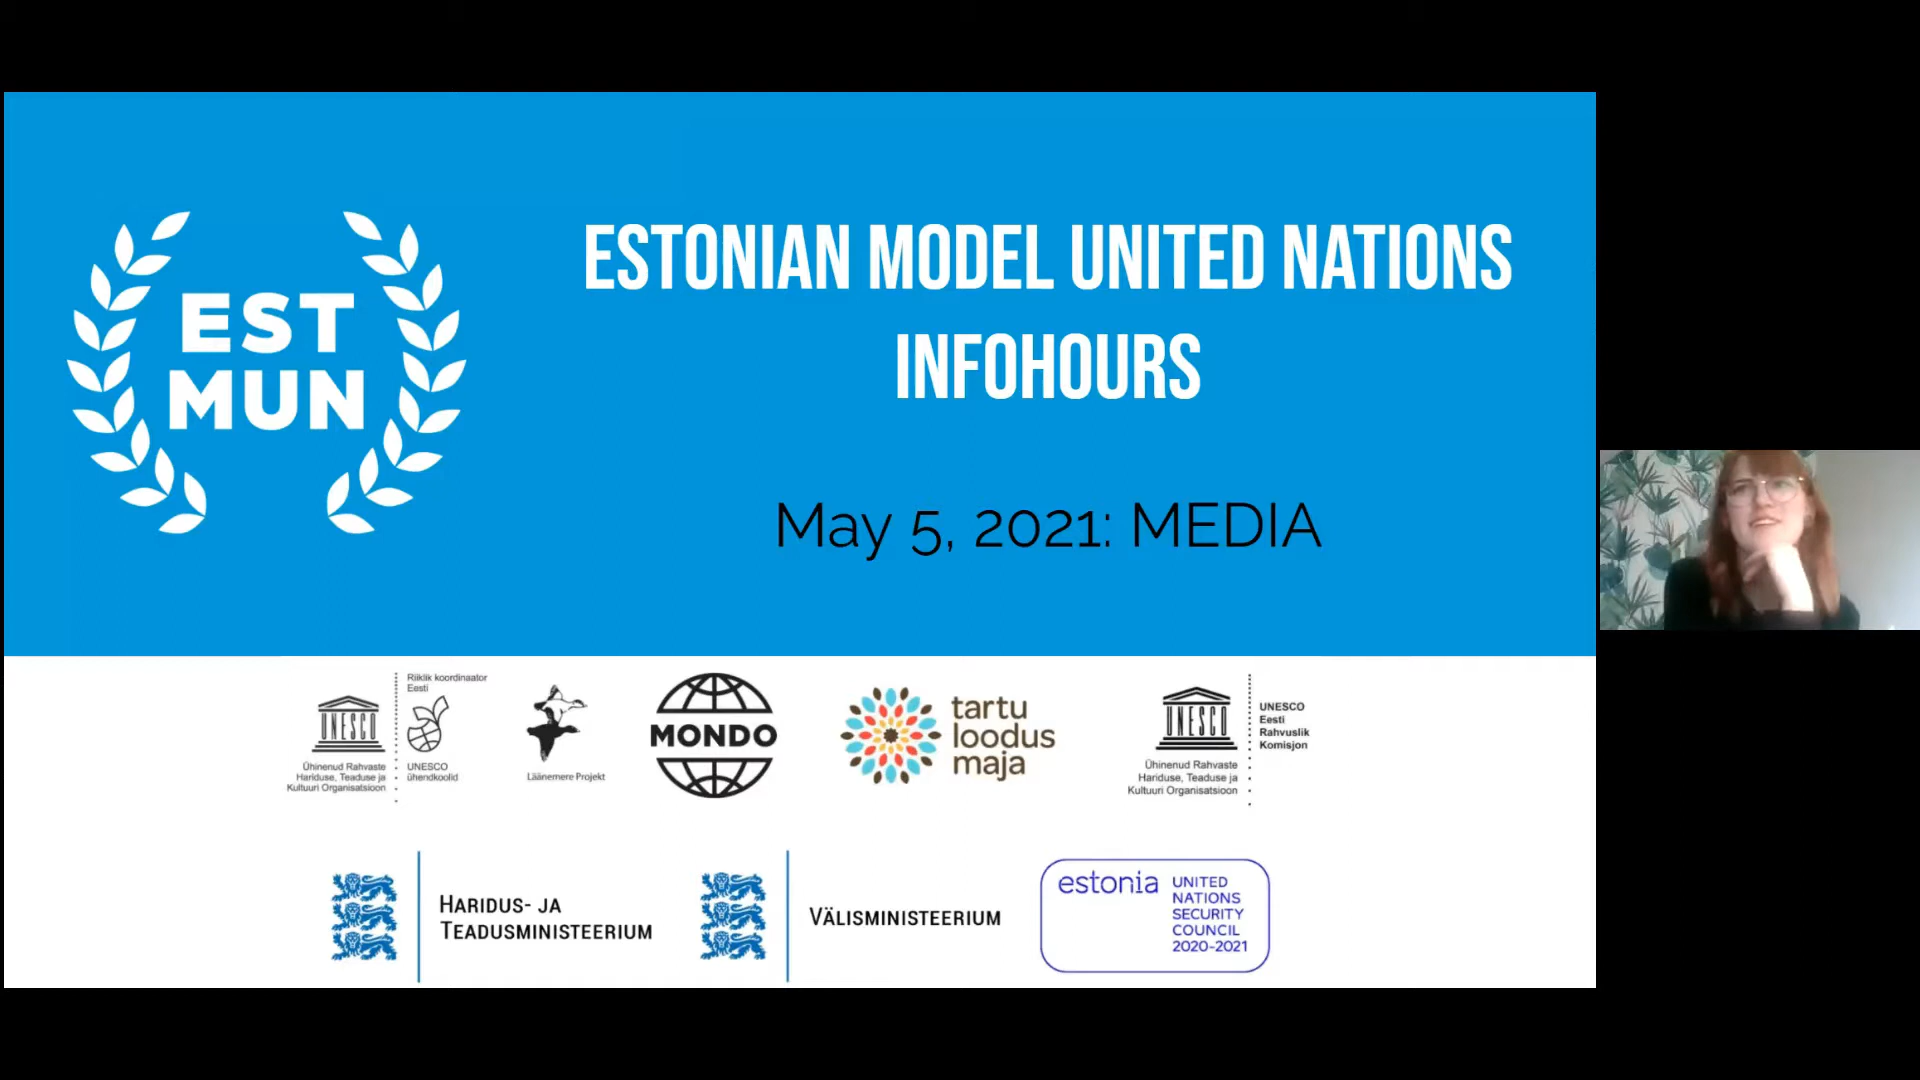 EST
MUN
ESTONIAN MODEL UNITED NATIONS
INFOHOURS
May 5, 2021: MEDIA
UNESCO
Ühinenud Rahvaste
Hariduse, Teaduse ja
Kultuuri Organisatsioon
Riiklik koordinaator
Eesti
UNESCO
ühendkoolid
Läänemere Projekt
MONDO
tartu
loodus
maja
UNESCO
Ühinenud Rahvaste
Hariduse, Teaduse ja
Kultuuri Organisatsioon
UNESCO
Eesti
Rahvuslik
Komisjon
HARIDUS- JA
TEADUSMINISTEERIUM
VÄLISMINISTEERIUM
estonia
UNITED
NATIONS
SECURITY
COUNCIL
2020-2021